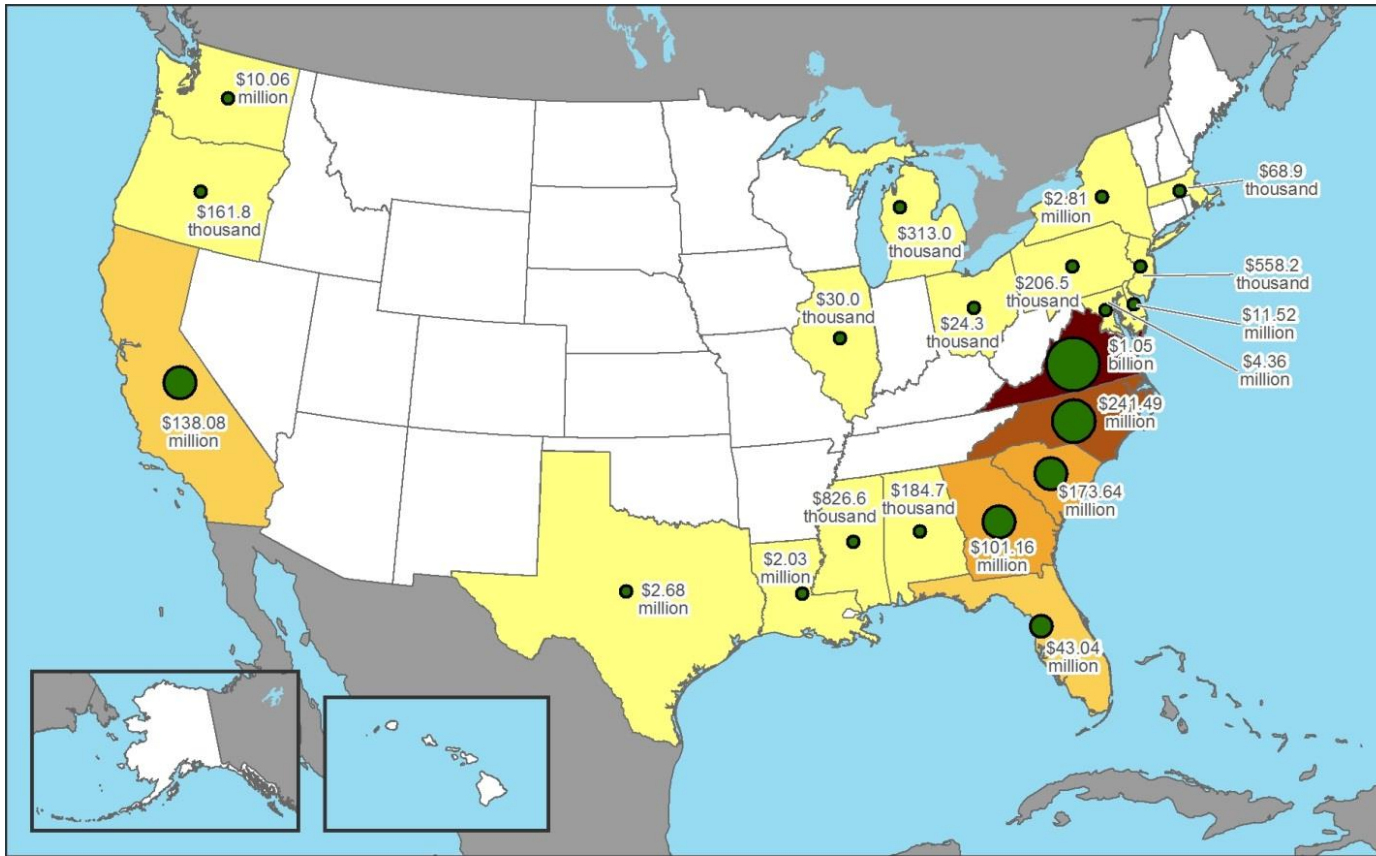 $10.06
million
$161.8
thousand
$138.08
million
$2.68
million
$2.03
million
$826.6
thousand
$184.7
thousand
$30.0
thousand
$313.0
thousand
$24.3
thousand
$206.5
thousand
$2.81
million
$68.9
thousand
$558.2
thousand
$11.52
million
$4.36
million
$1.05
billion
$241.49
million
$173.64
million
$101.16
million
$43.04
million